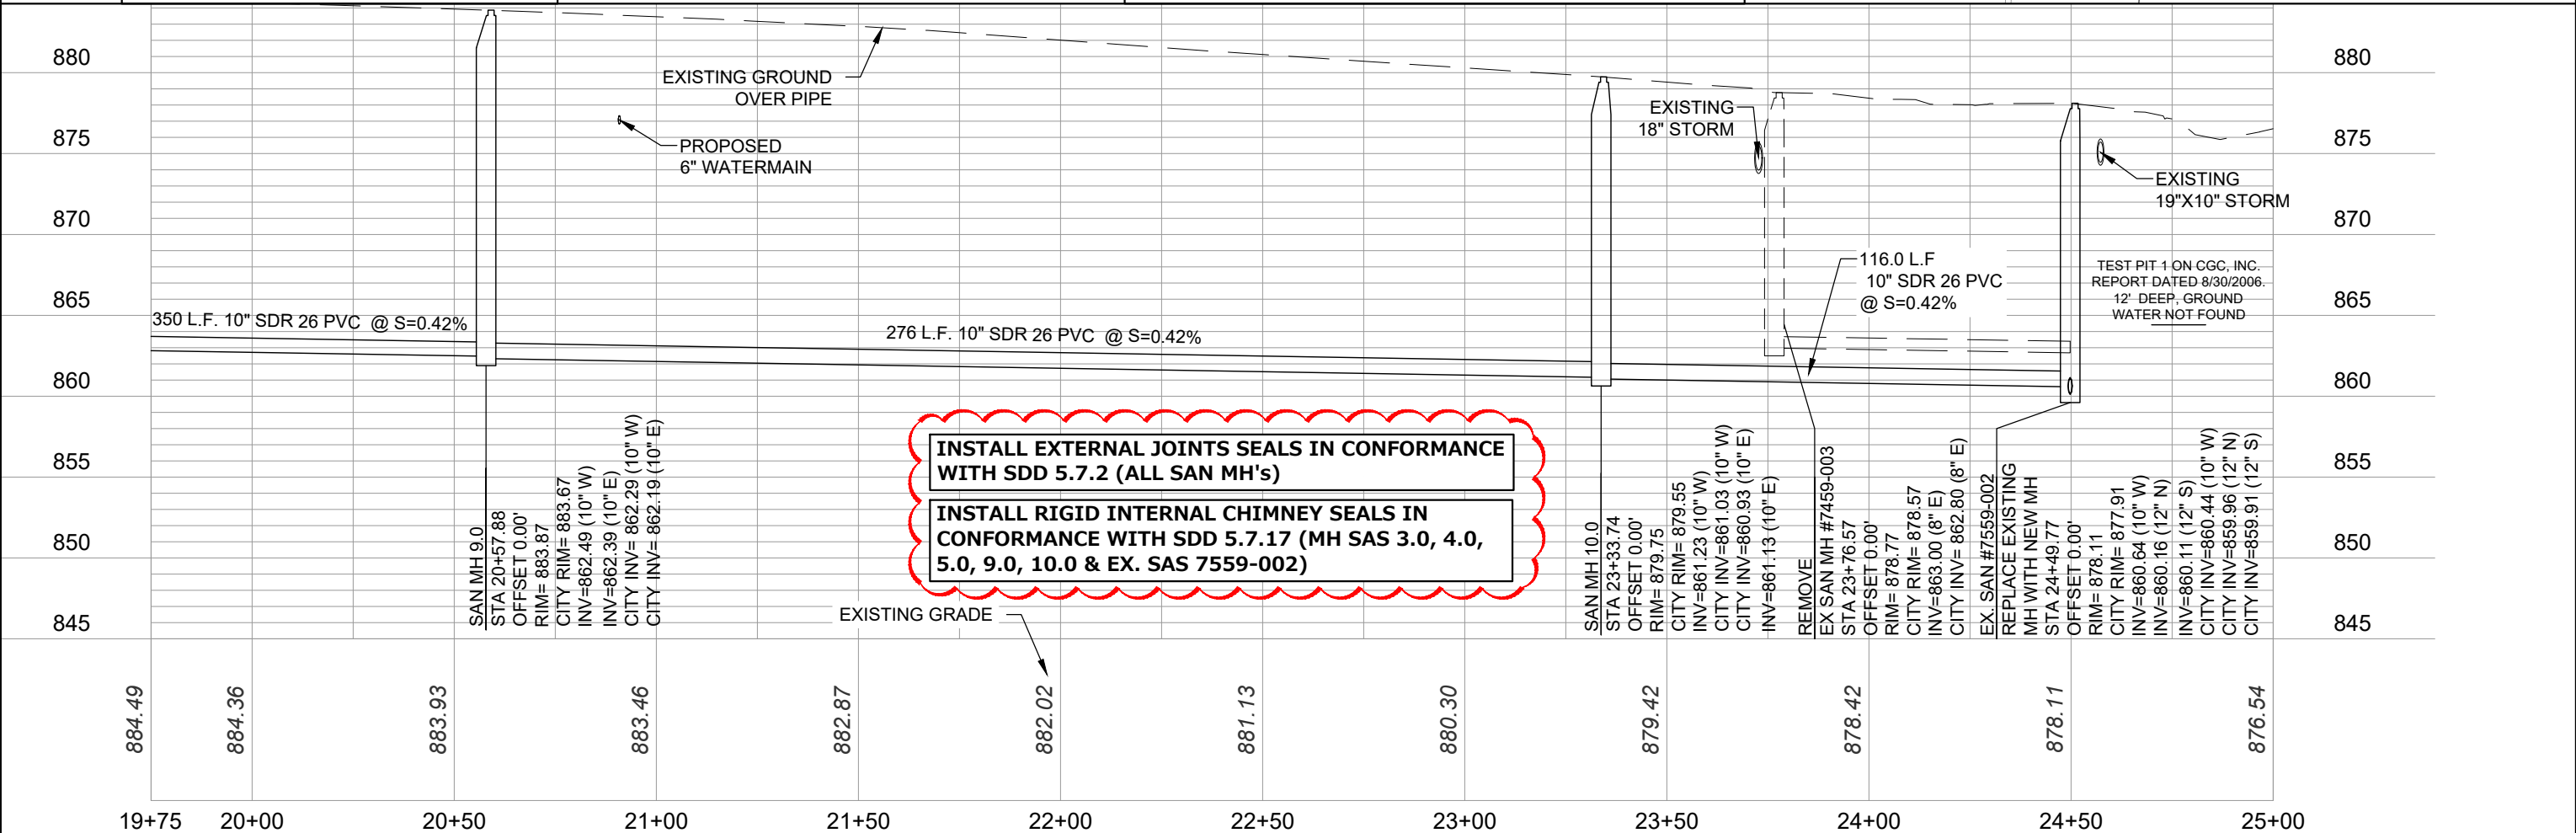 880
875
870
865
860
855
850
845
880
875
870
865
860
855
850
845
EXISTING GROUND
OVER PIPE
PROPOSED
6" WATERMAIN
EXISTING
18" STORM
EXISTING
19"X10" STORM
116.0 L.F
10" SDR 26 PVC
@ S=0.42%
TEST PIT 1 ON CGC, INC.
REPORT DATED 8/30/2006.
12' DEEP, GROUND
WATER NOT FOUND
350 L.F. 10" SDR 26 PVC @ S=0.42%
276 L.F. 10" SDR 26 PVC @ S=0.42%
INSTALL EXTERNAL JOINTS SEALS IN CONFORMANCE
WITH SDD 5.7.2 (ALL SAN MH's)
INSTALL RIGID INTERNAL CHIMNEY SEALS IN
CONFORMANCE WITH SDD 5.7.17 (MH SAS 3.0, 4.0,
5.0, 9.0, 10.0 & EX. SAS 7559-002)
EXISTING GRADE
SAN MH 9.0
STA 20+57.88
OFFSET 0.00'
RIM= 883.87
CITY RIM= 883.67
INV=862.49 (10" W)
INV=862.39 (10" E)
CITY INV= 862.29 (10" W)
CITY INV= 862.19 (10" E)
SAN MH 10.0
STA 23+33.74
OFFSET 0.00'
RIM= 879.75
CITY RIM= 879.55
INV=861.23 (10" W)
CITY INV=861.03 (10" W)
CITY INV=860.93 (10" E)
INV=861.13 (10" E)
REMOVE
EX SAN MH #7459-003
STA 23+76.57
OFFSET 0.00'
RIM= 878.77
CITY RIM= 878.57
INV=863.00 (8" E)
CITY INV= 862.80 (8" E)
EX. SAN #7559-002
REPLACE EXISTING
MH WITH NEW MH
STA 24+49.77
OFFSET 0.00'
RIM= 878.11
CITY RIM= 877.91
INV=860.64 (10" W)
INV=860.16 (12" N)
INV=860.11 (12" S)
CITY INV=860.44 (10" W)
CITY INV=859.96 (12" N)
CITY INV=859.91 (12" S)
884.49
884.36
883.93
883.46
882.87
882.02
881.13
880.30
879.42
878.42
878.11
876.54
19+75
20+00
20+50
21+00
21+50
22+00
22+50
23+00
23+50
24+00
24+50
25+00